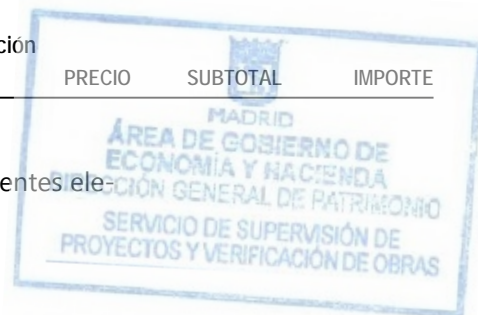 ción
PRECIO SUBTOTAL IMPORTE
MADRID
ÁREA DE GOBIERNO DE
ECONOMÍA Y HACIENDA
entes ele-
DIRECCIÓN GENERAL DE PATRIMONIO
SERVICIO DE SUPERVISIÓN DE
PROYECTOS Y VERIFICACIÓN DE OBRAS